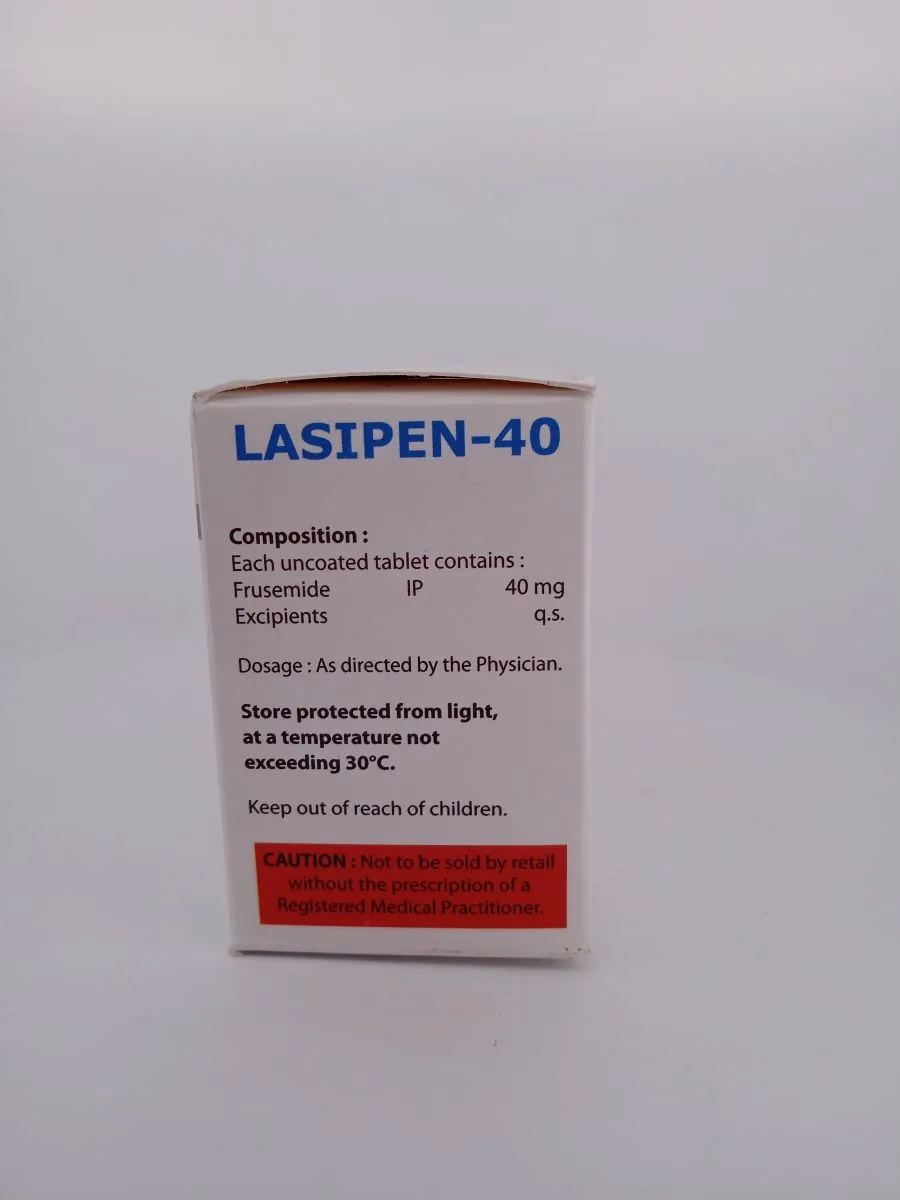 LASIPEN-40
Composition :
Each uncoated tablet contains :
Frusemide IP 40 mg
Excipients q.s.
Dosage : As directed by the Physician.
Store protected from light,
at a temperature not
exceeding 30°C.
Keep out of reach of children.
CAUTION : Not to be sold by retail
without the prescription of a
Registered Medical Practitioner.